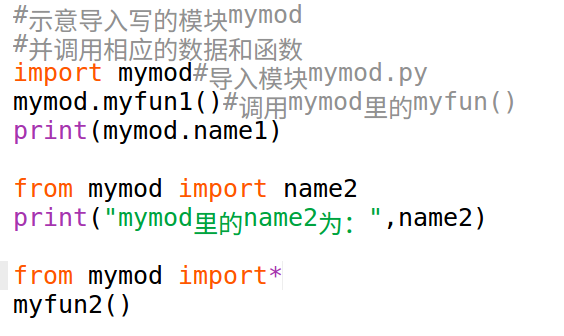 #示意导入写的模块mymod
#并调用相应的数据和函数
import mymod#导入模块mymod.py
mymod.myfun1()#调用mymod里的myfun()
print(mymod.name1)
from mymod import name2
print("mymod里的name2为：",name2)
from mymod import*
myfun2()